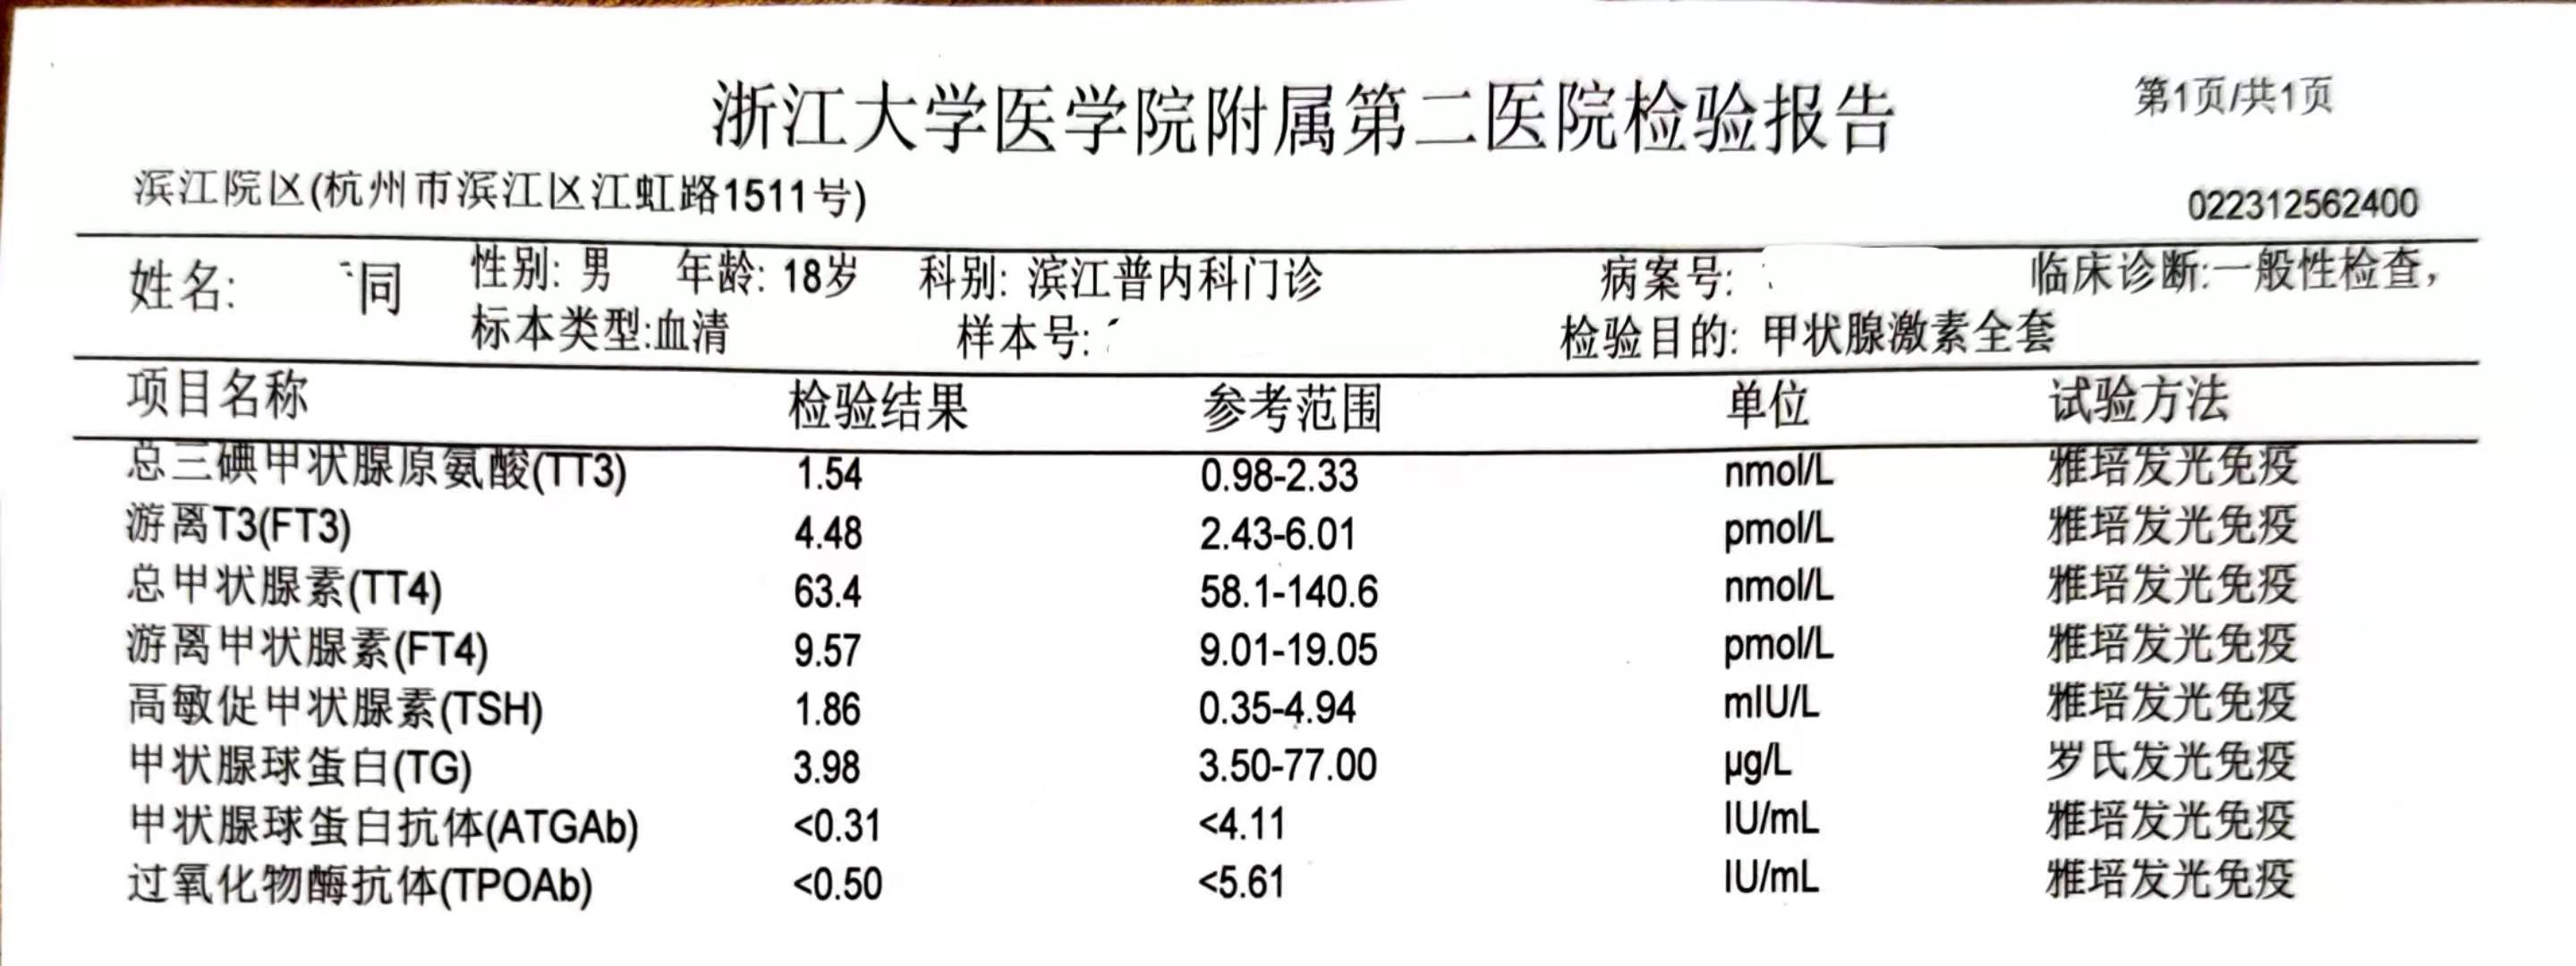 浙江大学医学院附属第二医院检验报告
第1页/共1页
滨江院区(杭州市滨江区江虹路1511号)
022312562400
姓名: 同 性别: 男 年龄: 18岁 科别: 滨江普内科门诊 病案号: 临床诊断:一般性检查,
标本类型:血清 样本号: 检验目的: 甲状腺激素全套
项目名称 检验结果 参考范围 单位 试验方法
总三碘甲状腺原氨酸(TT3) 1.54 0.98-2.33 nmol/L 雅培发光免疫
游离T3(FT3) 4.48 2.43-6.01 pmol/L 雅培发光免疫
总甲状腺素(TT4) 63.4 58.1-140.6 nmol/L 雅培发光免疫
游离甲状腺素(FT4) 9.57 9.01-19.05 pmol/L 雅培发光免疫
高敏促甲状腺素(TSH) 1.86 0.35-4.94 mIU/L 雅培发光免疫
甲状腺球蛋白(TG) 3.98 3.50-77.00 μg/L 罗氏发光免疫
甲状腺球蛋白抗体(ATGAb) <0.31 <4.11 IU/mL 雅培发光免疫
过氧化物酶抗体(TPOAb) <0.50 <5.61 IU/mL 雅培发光免疫